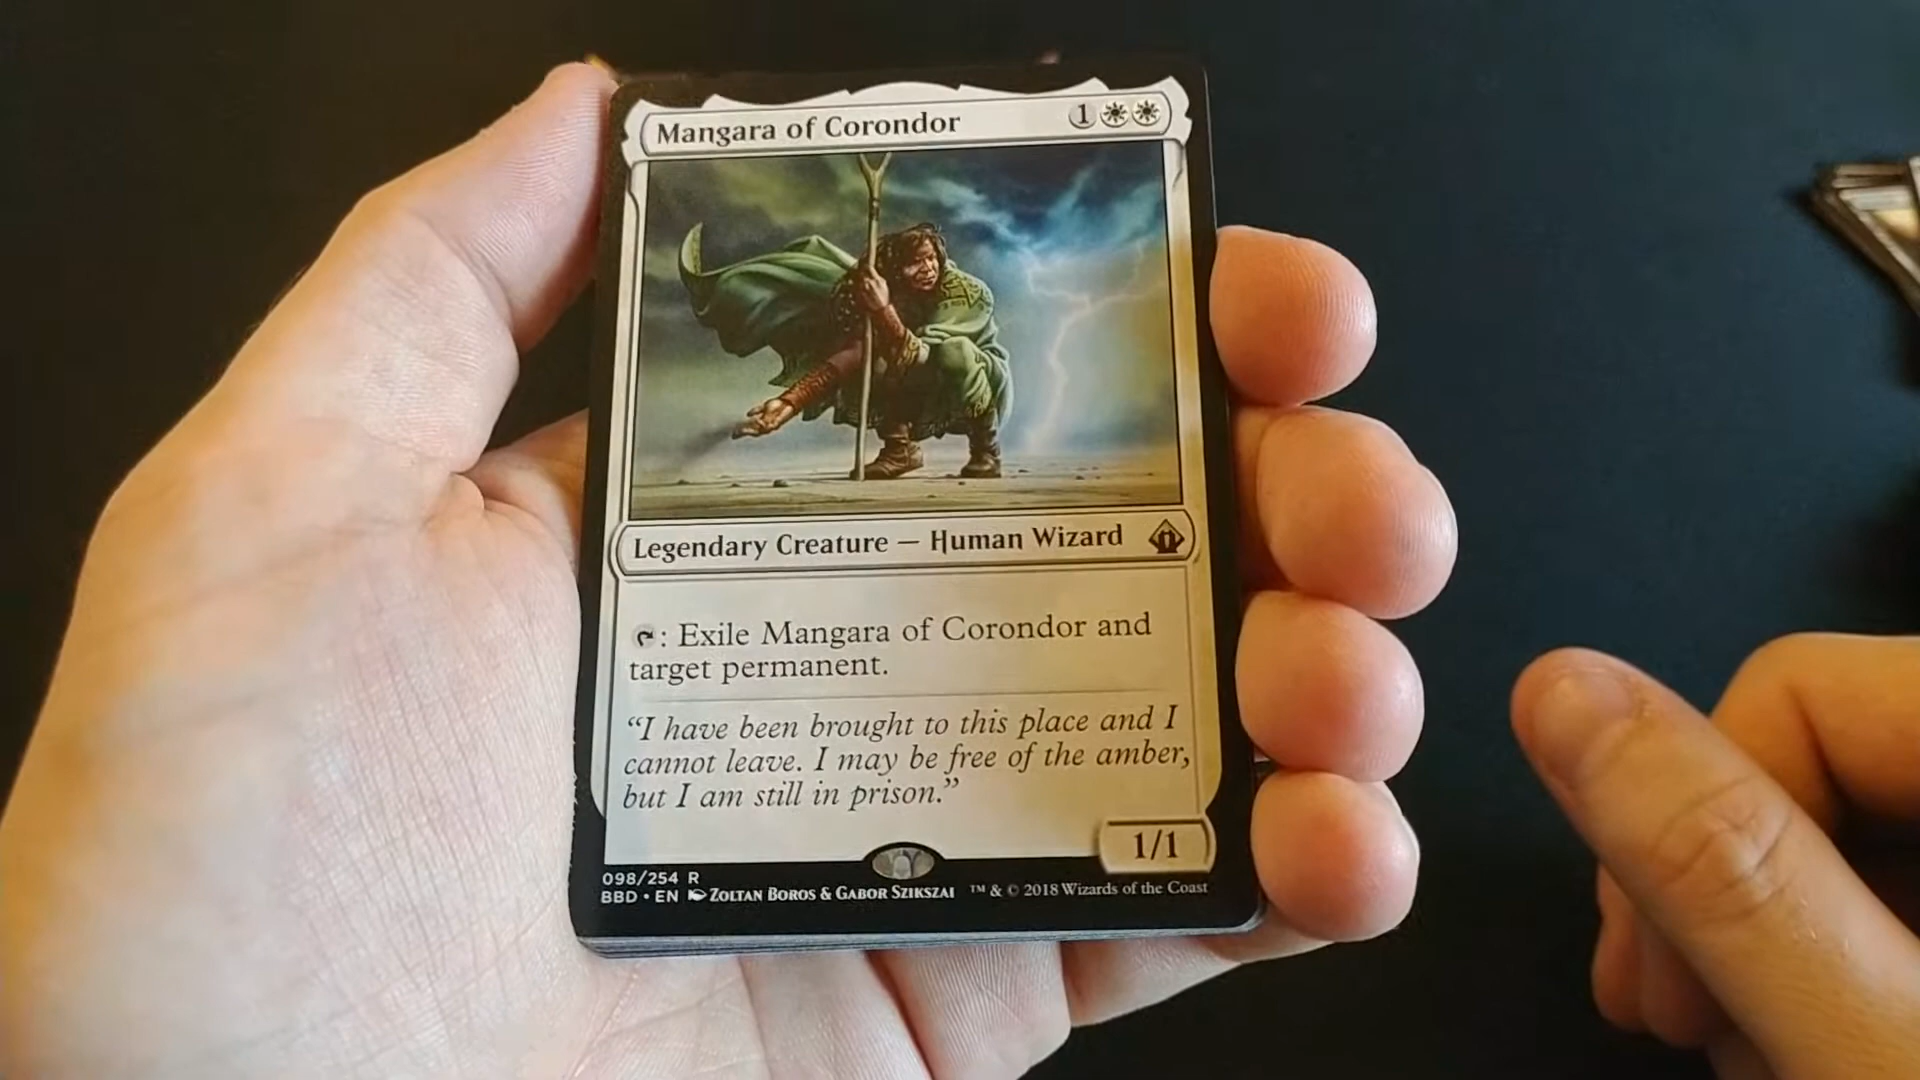 Mangara of Corondor 1
Legendary Creature — Human Wizard
: Exile Mangara of Corondor and
target permanent.
“I have been brought to this place and I
cannot leave. I may be free of the amber,
but I am still in prison.”
1/1
098/254 R
BBD • EN Zoltan Boros & Gabor Szikszai ™ & © 2018 Wizards of the Coast